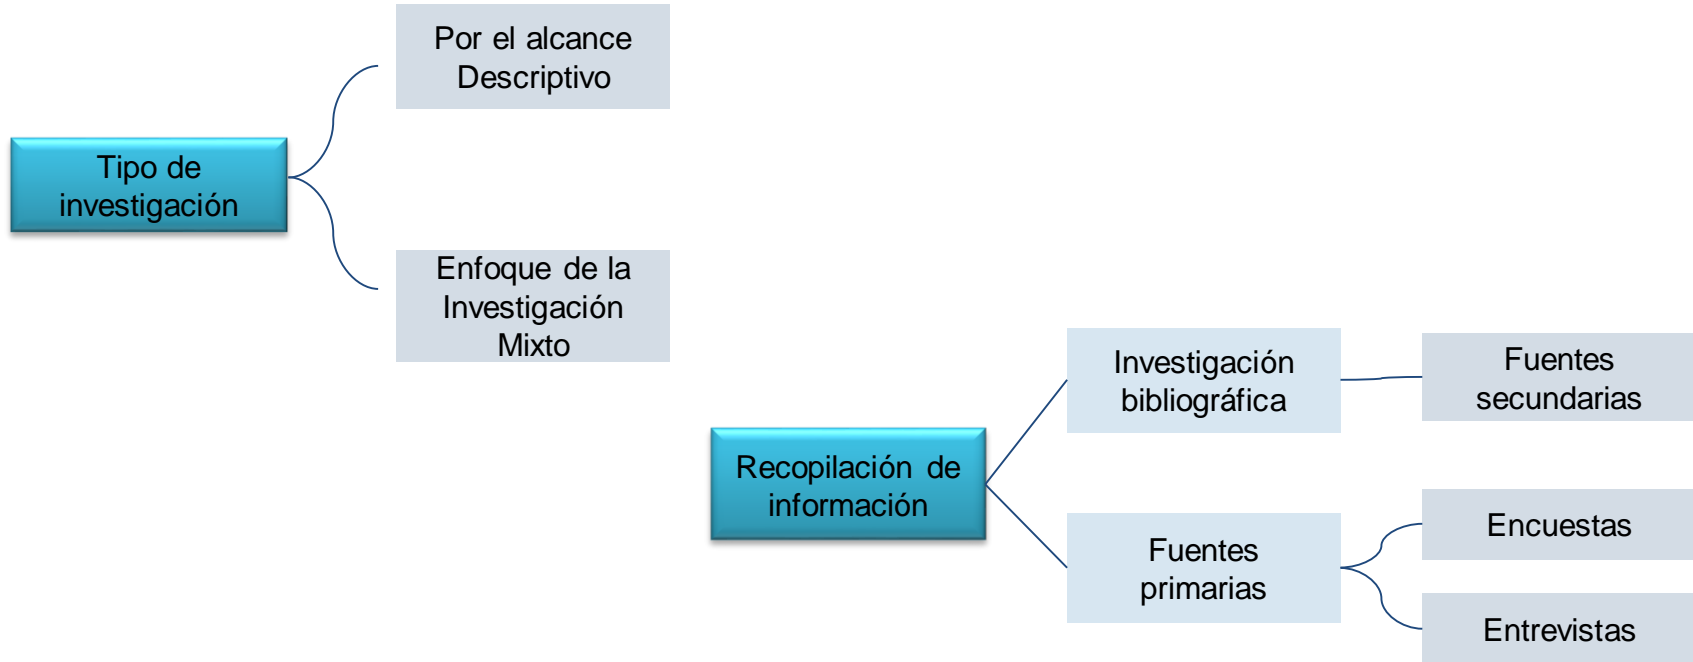 Por el alcance
Descriptivo
Tipo de
investigación
Enfoque de la
Investigación
Mixto
Investigación
bibliográfica
Fuentes
secundarias
Recopilación de
información
Fuentes
primarias
Encuestas
Entrevistas